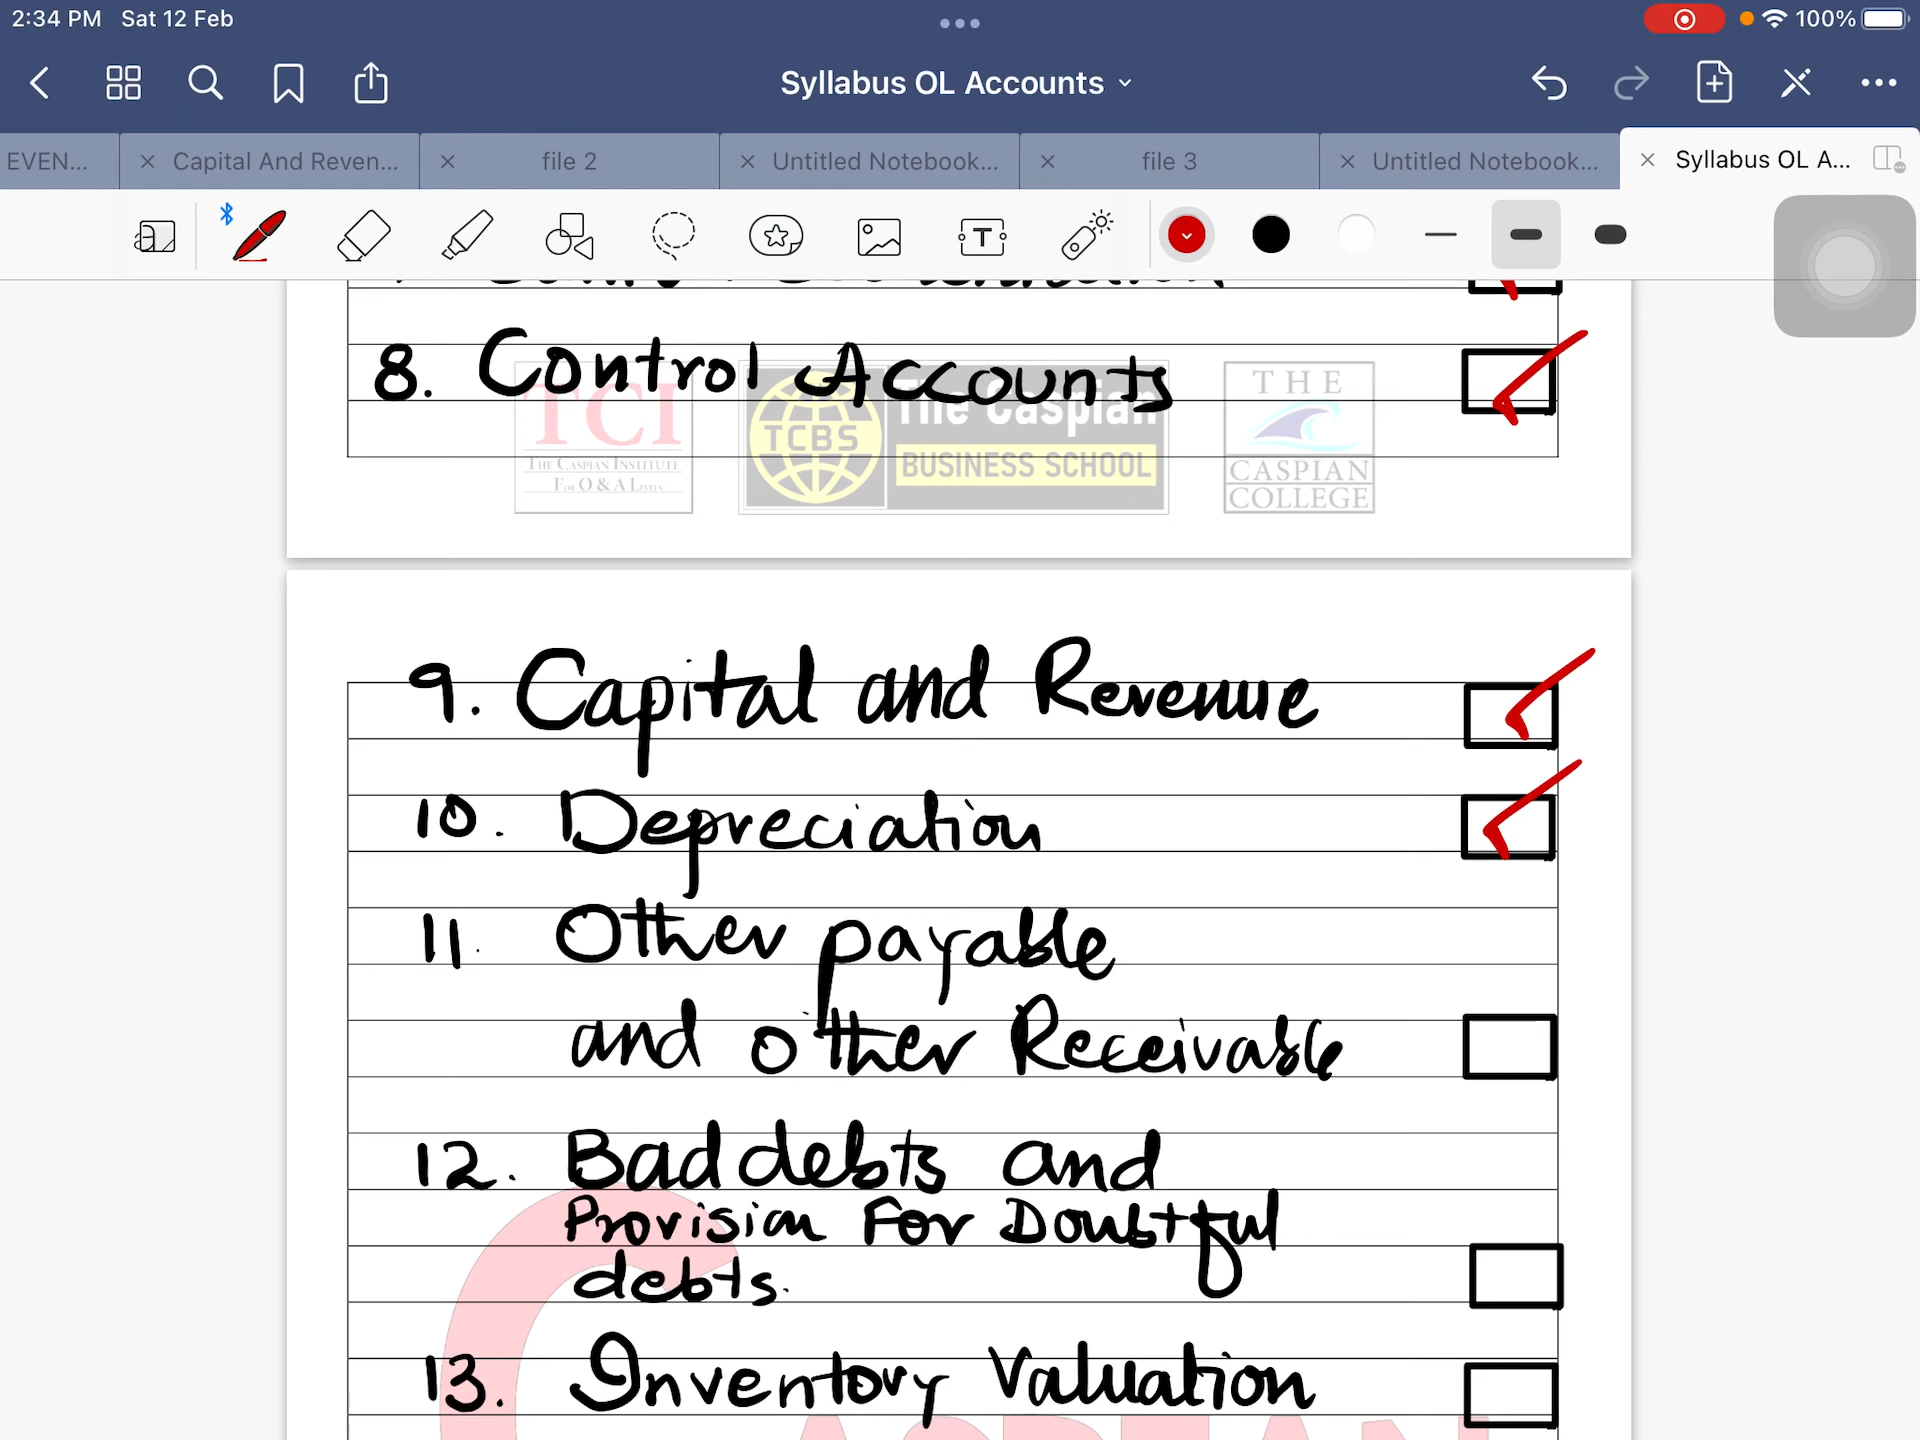 2:34 PM Sat 12 Feb
100%
Syllabus OL Accounts
EVEN...
Capital And Reven...
file 2
Untitled Notebook...
file 3
Untitled Notebook...
Syllabus OL A...
8. Control Accounts
TCI
THE CASPIAN INSTITUTE
FOR O & A LEVELS
TCBS
The Caspian
BUSINESS SCHOOL
THE
CASPIAN
COLLEGE
9. Capital and Revenue
10. Depreciation
11. Other payable
and other Receivable
12. Bad debts and
Provision For Doubtful
debts.
13. Inventory Valuation